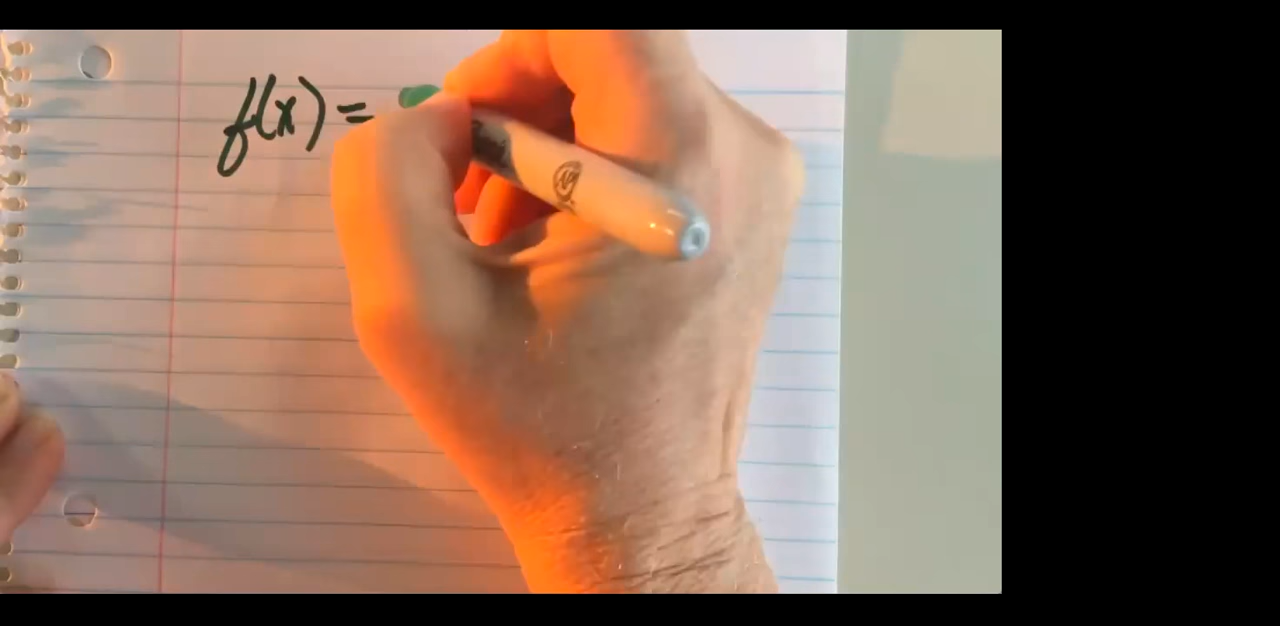 f(x) =